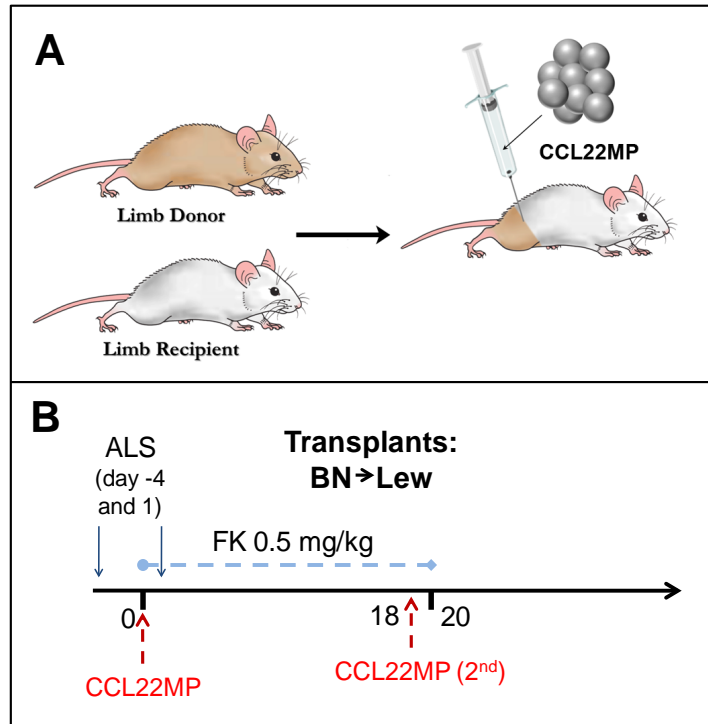 A
CCL22MP
Limb Donor
Limb Recipient
B
ALS
(day -4
and 1)
Transplants:
BN→Lew
FK 0.5 mg/kg
0
18
20
CCL22MP
CCL22MP (2nd)